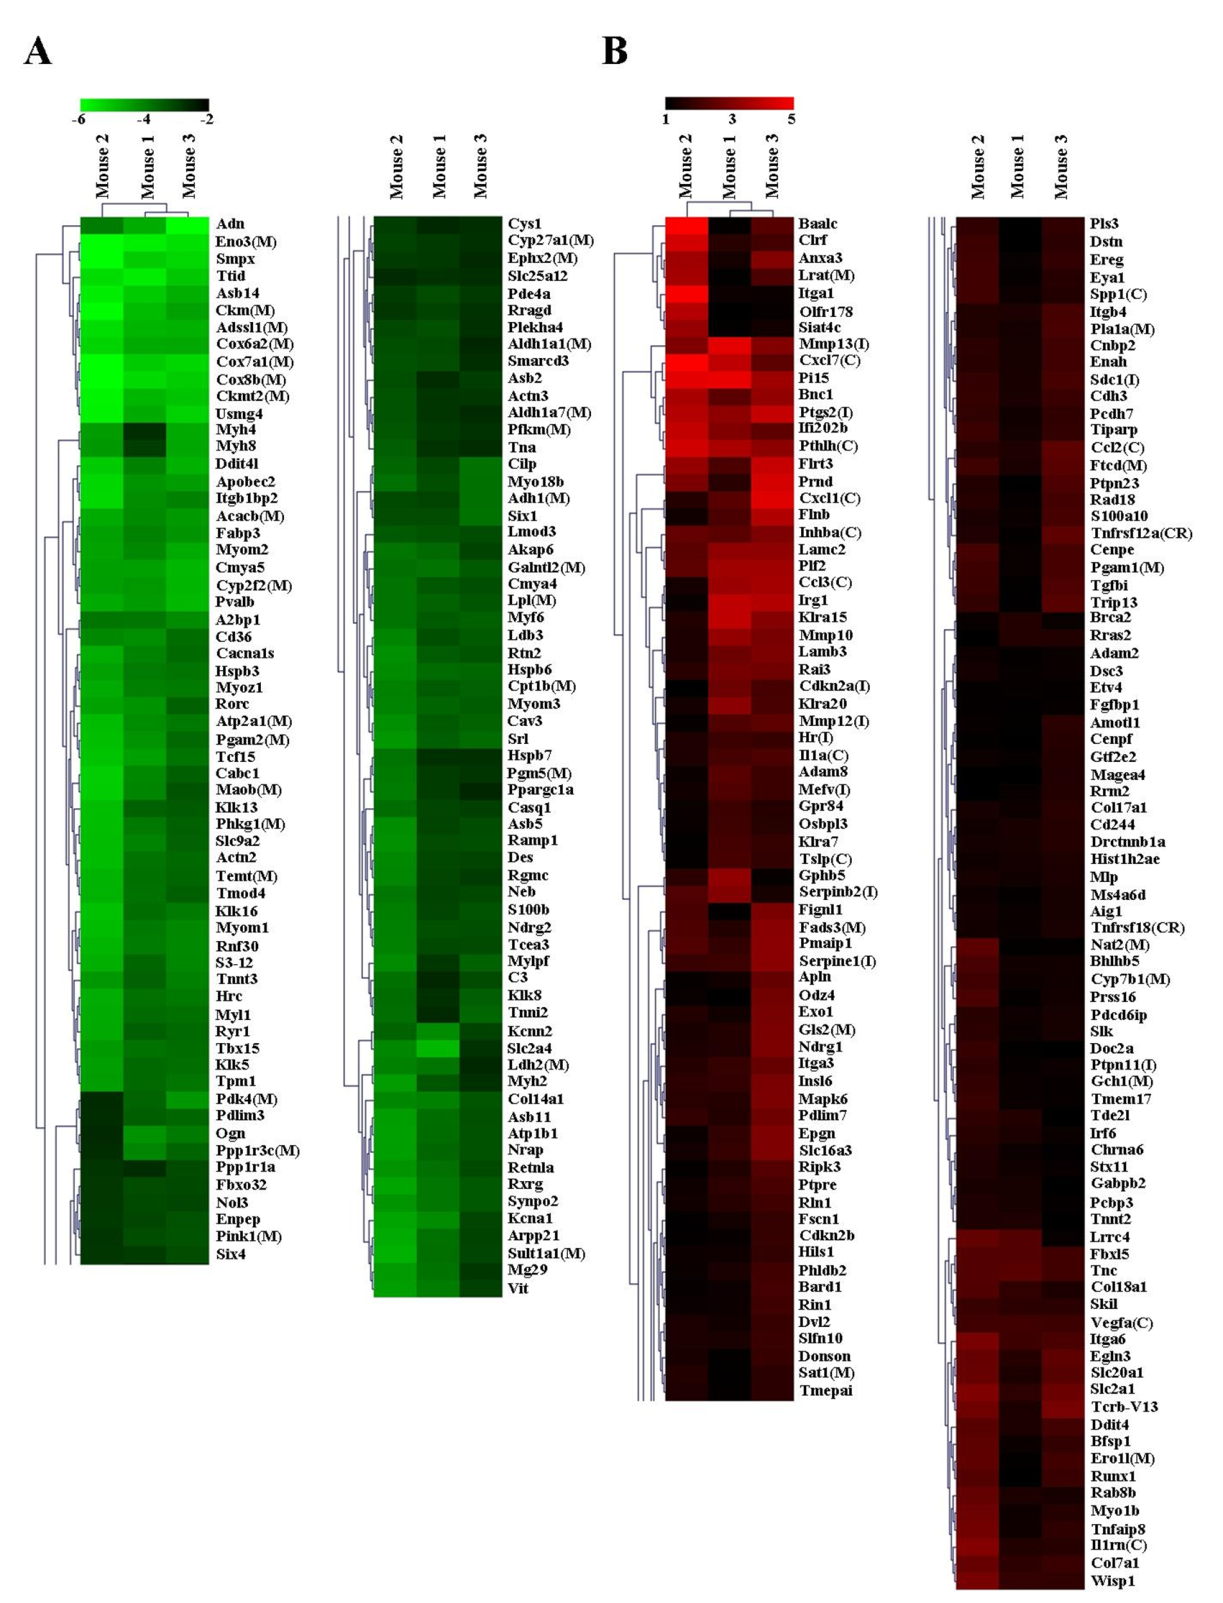 A
B
-6 -4 -2
1 3 5
Mouse 2
Mouse 1
Mouse 3
Mouse 2
Mouse 1
Mouse 3
Mouse 2
Mouse 1
Mouse 3
Mouse 2
Mouse 1
Mouse 3
Adn
Eno3(M)
Smpx
Ttid
Asb14
Ckm(M)
Adssl1(M)
Cox6a2(M)
Cox7a1(M)
Cox8b(M)
Ckmt2(M)
Usmg4
Myh4
Myh8
Ddit4l
Apobec2
Itgb1bp2
Acacb(M)
Fabp3
Myom2
Cmya5
Cyp2f2(M)
Pvalb
A2bp1
Cd36
Cacna1s
Hspb3
Myoz1
Rorc
Atp2a1(M)
Pgam2(M)
Tcf15
Cabc1
Maob(M)
Klk13
Phkg1(M)
Slc9a2
Actn2
Temt(M)
Tmod4
Klk16
Myom1
Rnf30
S3-12
Tnnt3
Hrc
Myl1
Ryr1
Tbx15
Klk5
Tpm1
Pdk4(M)
Pdlim3
Ogn
Ppp1r3c(M)
Ppp1r1a
Fbxo32
Nol3
Enpep
Pink1(M)
Six4
Cys1
Cyp27a1(M)
Ephx2(M)
Slc25a12
Pde4a
Rragd
Plekha4
Aldh1a1(M)
Smarcd3
Asb2
Actn3
Aldh1a7(M)
Pfkm(M)
Tna
Cilp
Myo18b
Adh1(M)
Six1
Lmod3
Akap6
Galntl2(M)
Cmya4
Lpl(M)
Myf6
Ldb3
Rtn2
Hspb6
Cpt1b(M)
Myom3
Cav3
Srl
Hspb7
Pgm5(M)
Ppargc1a
Casq1
Asb5
Ramp1
Des
Rgmc
Neb
S100b
Ndrg2
Tcea3
Mylpf
C3
Klk8
Tnni2
Kcnn2
Slc2a4
Ldh2(M)
Myh2
Col14a1
Asb11
Atp1b1
Nrap
Retnla
Rxrg
Synpo2
Kcna1
Arpp21
Sult1a1(M)
Mg29
Vit
Baalc
Clrf
Anxa3
Lrat(M)
Itga1
Olfr178
Siat4c
Mmp13(I)
Cxcl7(C)
Pi15
Bnc1
Ptgs2(I)
Ifi202b
Pthlh(C)
Flrt3
Prnd
Cxcl1(C)
Flnb
Inhba(C)
Lamc2
Plf2
Ccl3(C)
Irg1
Klra15
Mmp10
Lamb3
Rai3
Cdkn2a(I)
Klra20
Mmp12(I)
Hr(I)
Il1a(C)
Adam8
Mefv(I)
Gpr84
Osbpl3
Klra7
Tslp(C)
Gphb5
Serpinb2(I)
Fignl1
Fads3(M)
Pmaip1
Serpine1(I)
Apln
Odz4
Exo1
Gls2(M)
Ndrg1
Itga3
Insl6
Mapk6
Pdlim7
Epgn
Slc16a3
Ripk3
Ptpre
Rln1
Fscn1
Cdkn2b
Hils1
Phldb2
Bard1
Rin1
Dvl2
Slfn10
Donson
Sat1(M)
Tmepai
Pls3
Dstn
Ereg
Eya1
Spp1(C)
Itgb4
Pla1a(M)
Cnbp2
Enah
Sdc1(I)
Cdh3
Pcdh7
Tiparp
Ccl2(C)
Ftcd(M)
Ptpn23
Rad18
S100a10
Tnfrsf12a(CR)
Cenpe
Pgam1(M)
Tgfbi
Trip13
Brca2
Rras2
Adam2
Dsc3
Etv4
Fgfbp1
Amotl1
Cenpf
Gtf2e2
Magea4
Rrm2
Col17a1
Cd244
Drctnnb1a
Hist1h2ae
Mlp
Ms4a6d
Aig1
Tnfrsf18(CR)
Nat2(M)
Bhlhb5
Cyp7b1(M)
Prss16
Pdcd6ip
Slk
Doc2a
Ptpn11(I)
Gch1(M)
Tmem17
Tde2l
Irf6
Chrna6
Stx11
Gabpb2
Pcbp3
Tnnt2
Lrrc4
Fbxl5
Tnc
Col18a1
Skil
Vegfa(C)
Itga6
Egln3
Slc20a1
Slc2a1
Tcrb-V13
Ddit4
Bfsp1
Ero1l(M)
Runx1
Rab8b
Myo1b
Tnfaip8
Il1rn(C)
Col7a1
Wisp1